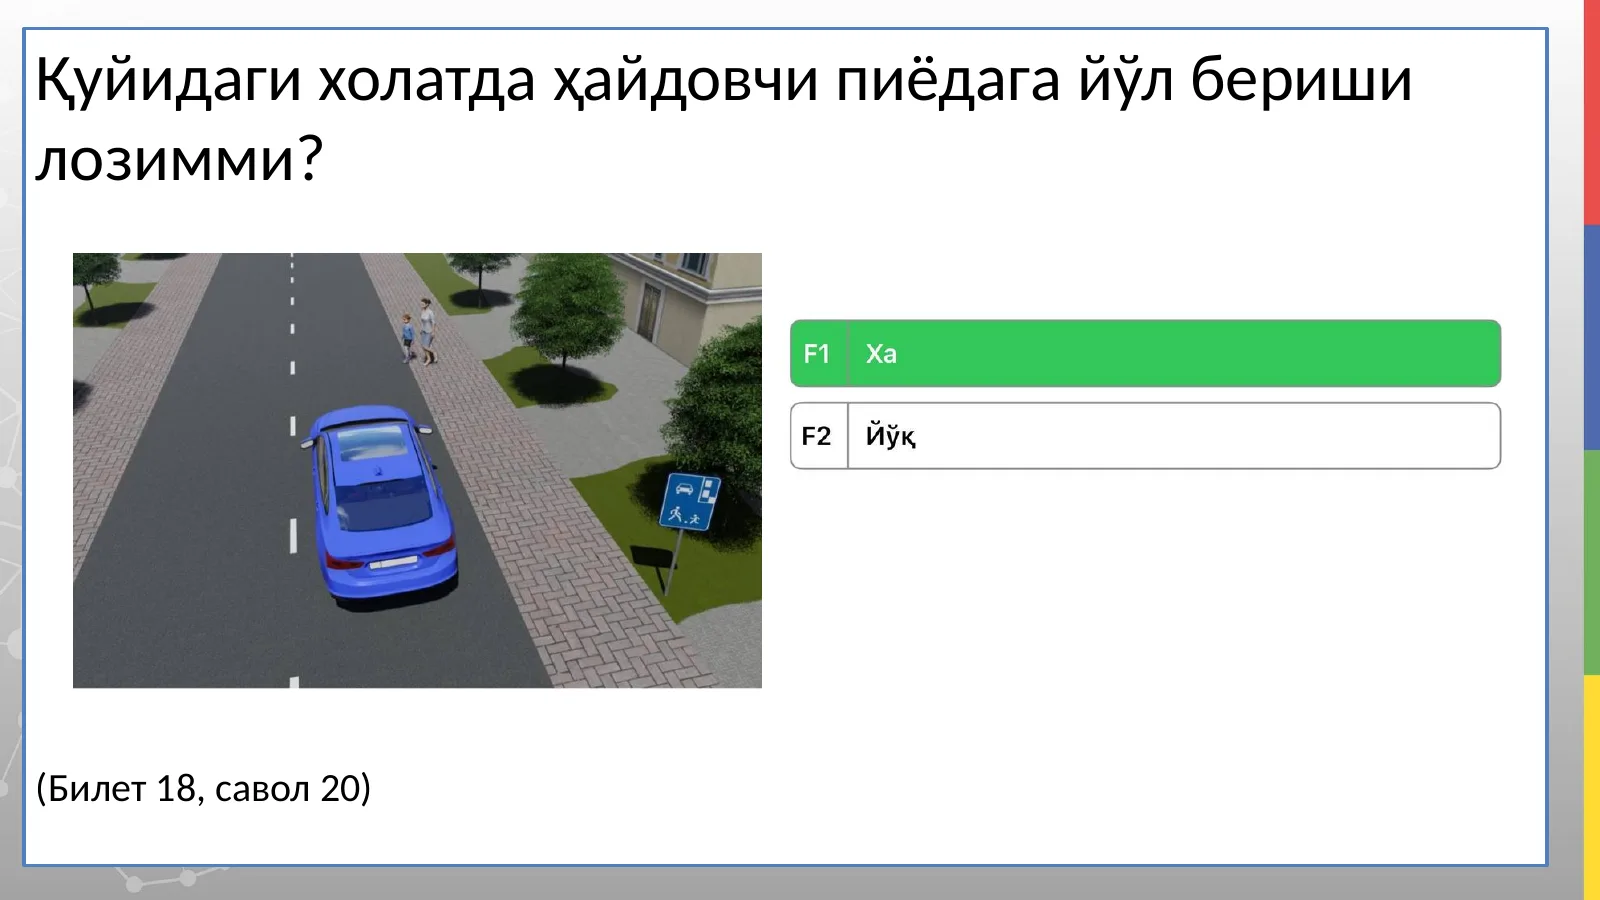 Қуйидаги холатда ҳайдовчи пиёдага йўл бериши
лозимми?
F1 Ха
F2 Йўқ
(Билет 18, савол 20)